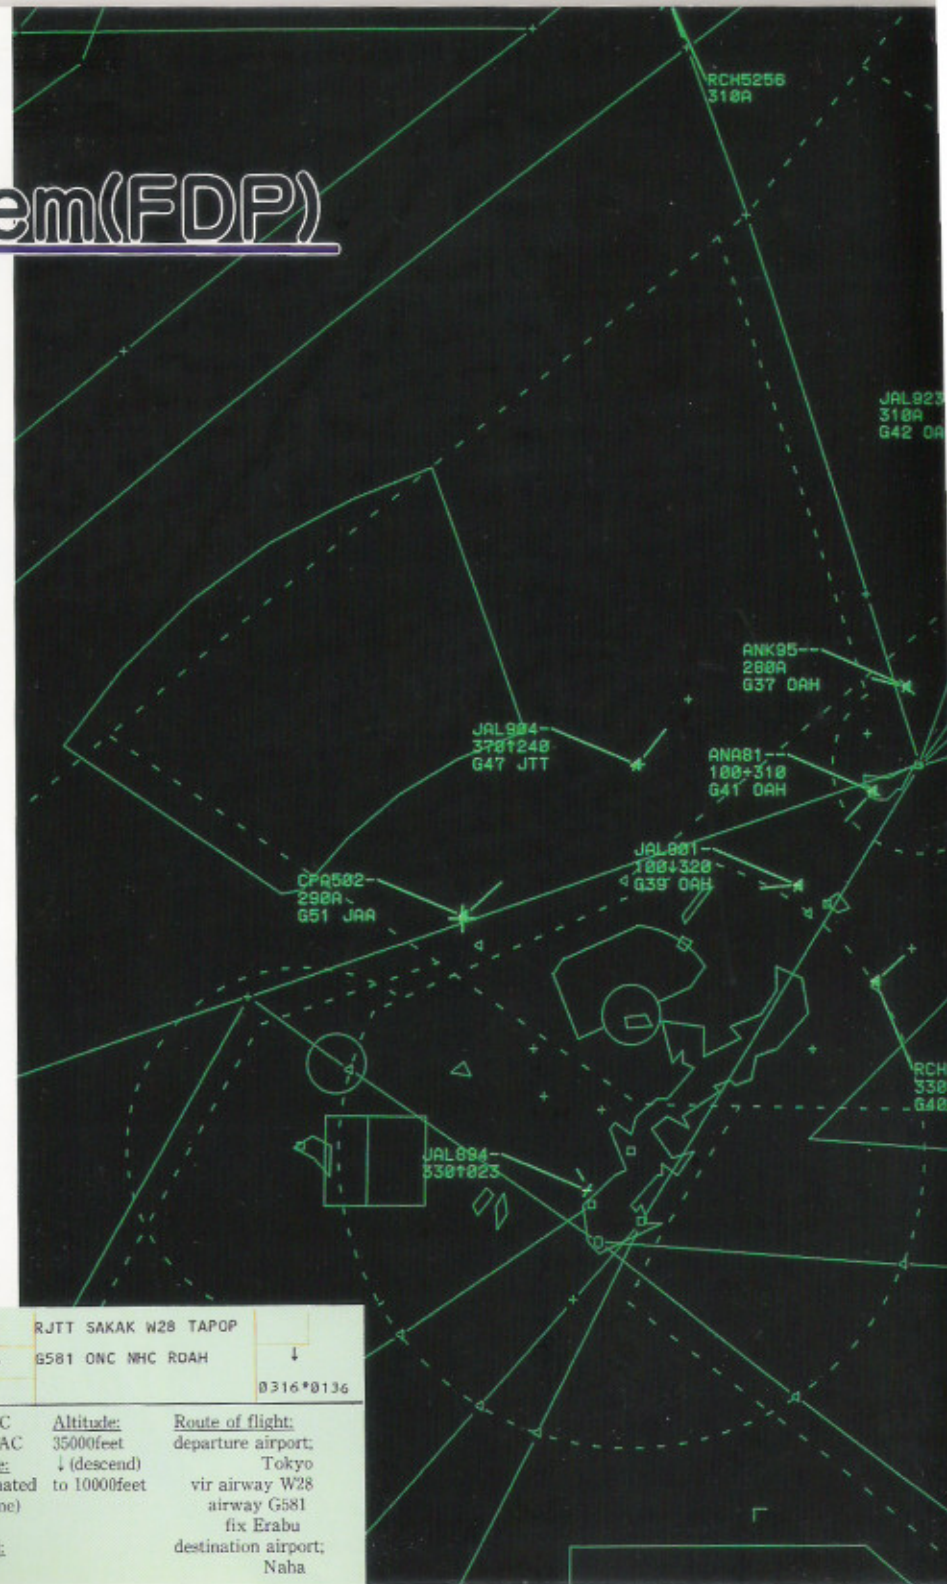 em(FDP)
RCH5256
310A
JAL923
310A
G42 OA
ANK95--
280A
G37 OAH
JAL904-
370↑240
G47 JTT
ANA81---
100+310
G41 OAH
JAL901-
100↓320
G39 OAH
CPA502-
290A
G51 JAA
RCH
330
G40
JAL894-
330↑023
RJTT SAKAK W28 TAPOP
G581 ONC NHC ROAH
↓
0316*0136
C
AC
e:
nated
ne)
Altitude:
35000feet
↓ (descend)
to 10000feet
Route of flight:
departure airport;
Tokyo
vir airway W28
airway G581
fix Erabu
destination airport;
Naha